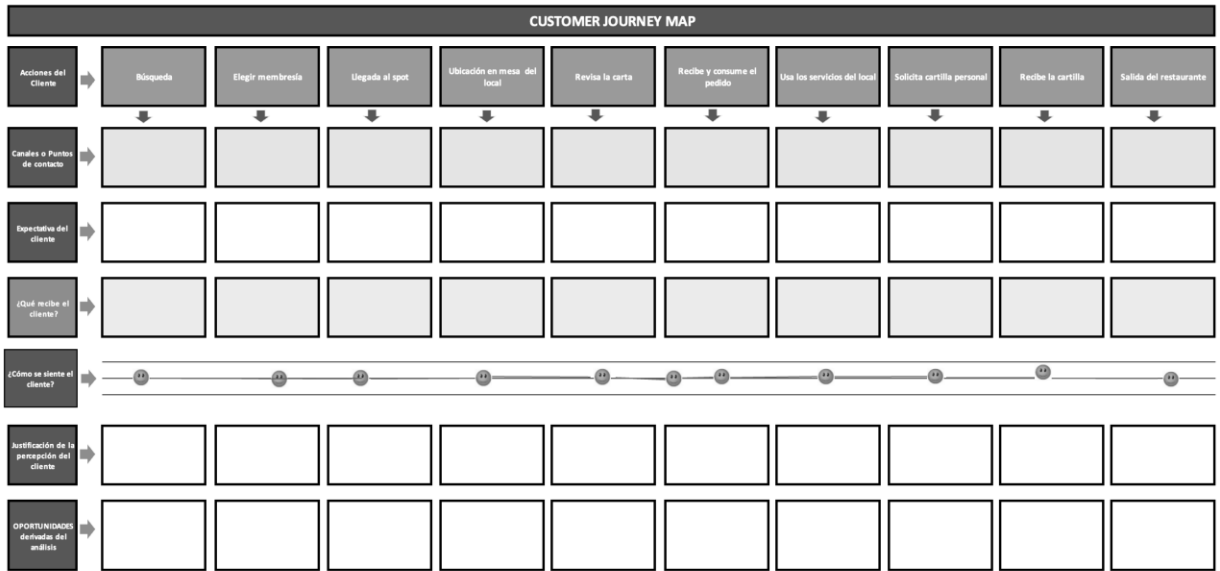 CUSTOMER JOURNEY MAP
Acciones del
Cliente
Búsqueda
Elegir membresía
Llegada al spot
Ubicación en mesa del
local
Revisa la carta
Recibe y consume el
pedido
Usa los servicios del local
Solicita cartilla personal
Recibe la cartilla
Salida del restaurante
Canales o Puntos
de contacto
Expectativa del
cliente
¿Qué recibe el
cliente?
¿Cómo se siente el
cliente?
Justificación de la
percepción del
cliente
OPORTUNIDADES
derivadas del
análisis